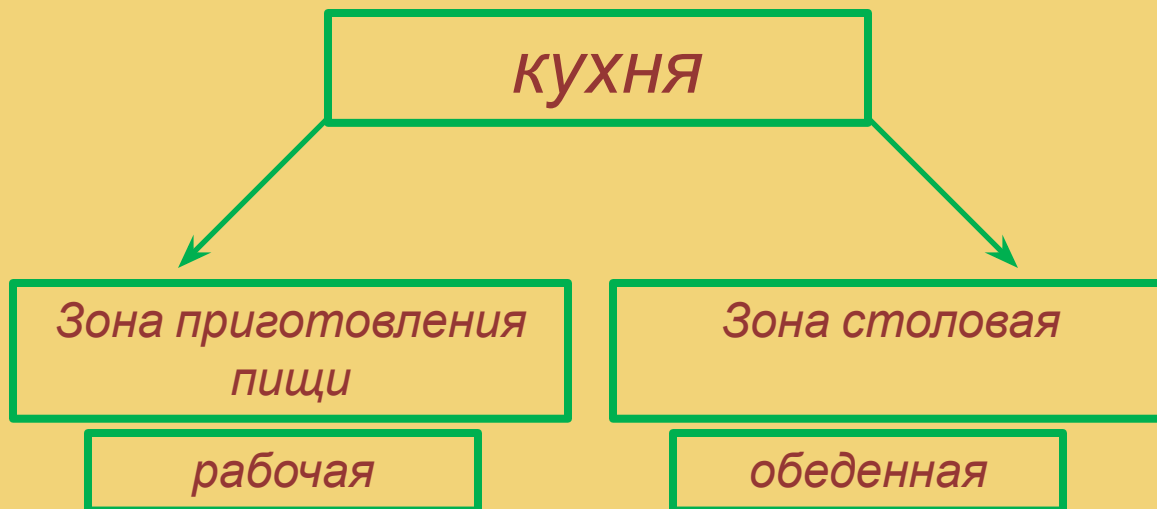 кухня
Зона приготовления
пищи
Зона столовая
рабочая
обеденная